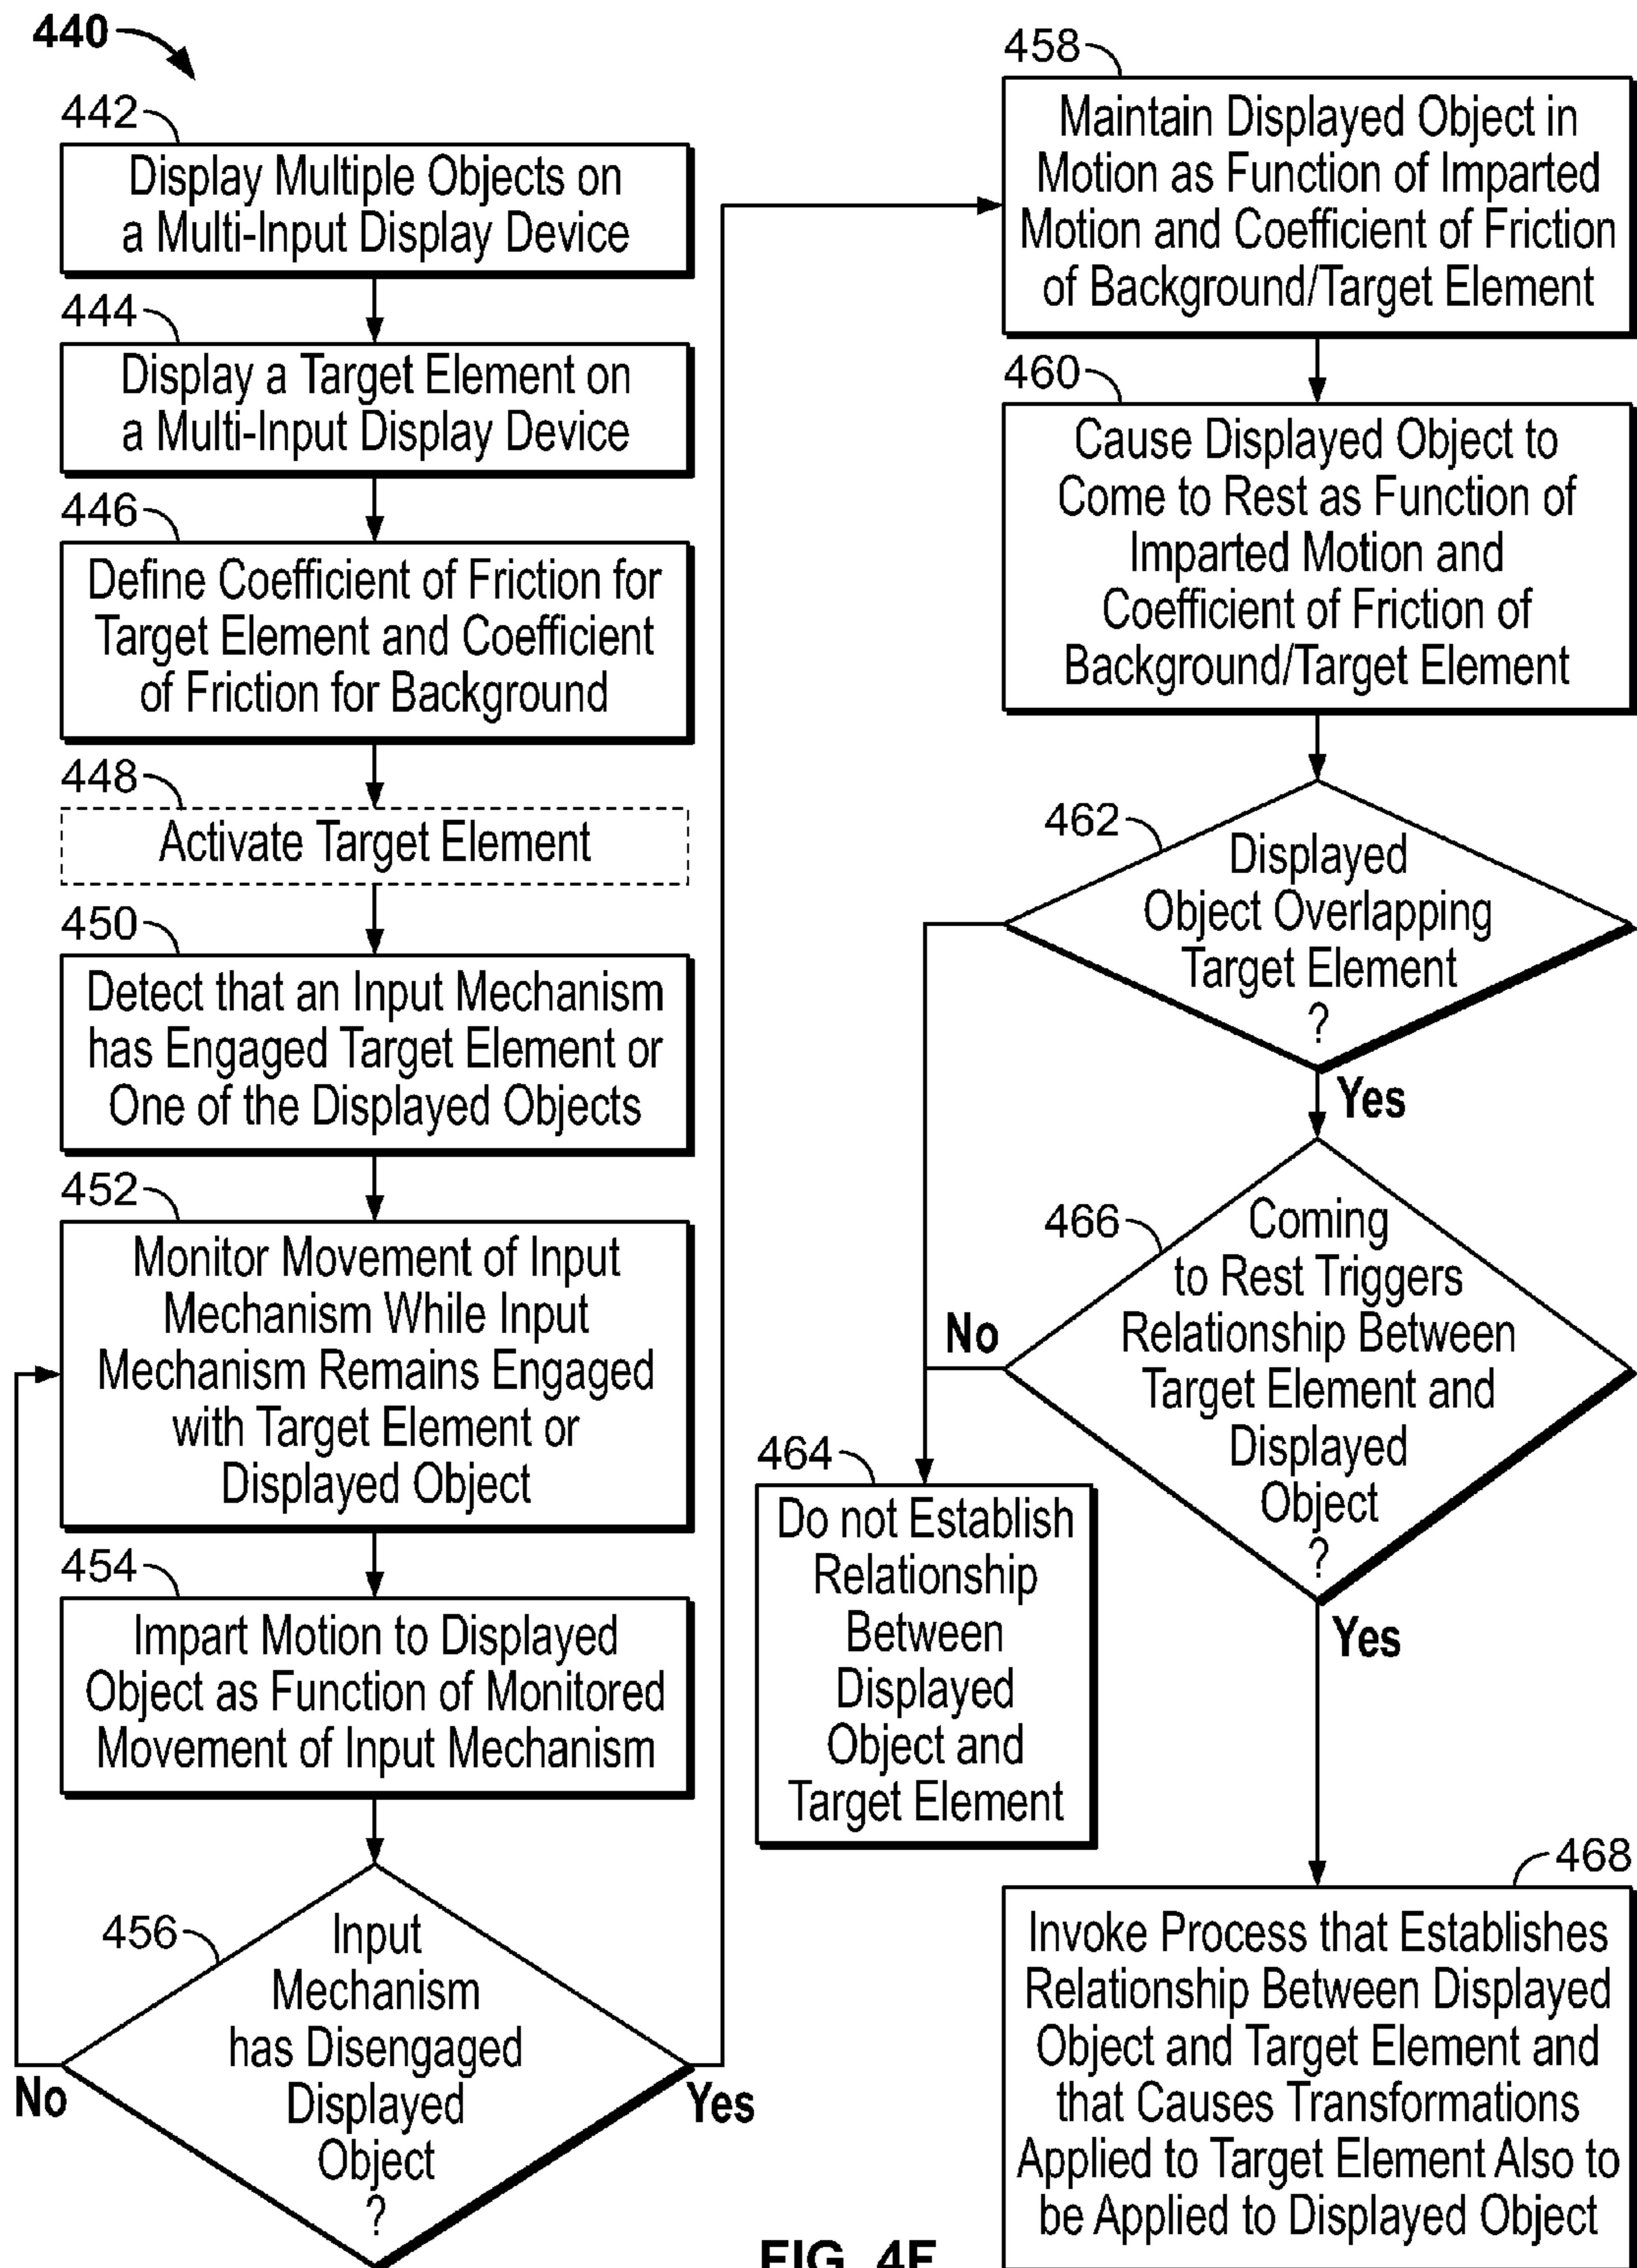 440
442
Display Multiple Objects on
a Multi-Input Display Device
444
Display a Target Element on
a Multi-Input Display Device
446
Define Coefficient of Friction for
Target Element and Coefficient
of Friction for Background
448
Activate Target Element
450
Detect that an Input Mechanism
has Engaged Target Element or
One of the Displayed Objects
452
Monitor Movement of Input
Mechanism While Input
Mechanism Remains Engaged
with Target Element or
Displayed Object
454
Impart Motion to Displayed
Object as Function of Monitored
Movement of Input Mechanism
456
Input
Mechanism
has Disengaged
Displayed
Object
?
No
Yes
458
Maintain Displayed Object in
Motion as Function of Imparted
Motion and Coefficient of Friction
of Background/Target Element
460
Cause Displayed Object to
Come to Rest as Function of
Imparted Motion and
Coefficient of Friction of
Background/Target Element
462
Displayed
Object Overlapping
Target Element
?
Yes
466
Coming
to Rest Triggers
Relationship Between
Target Element and
Displayed
Object
?
No
Yes
464
Do not Establish
Relationship
Between
Displayed
Object and
Target Element
468
Invoke Process that Establishes
Relationship Between Displayed
Object and Target Element and
that Causes Transformations
Applied to Target Element Also to
be Applied to Displayed Object
FIG. 4F